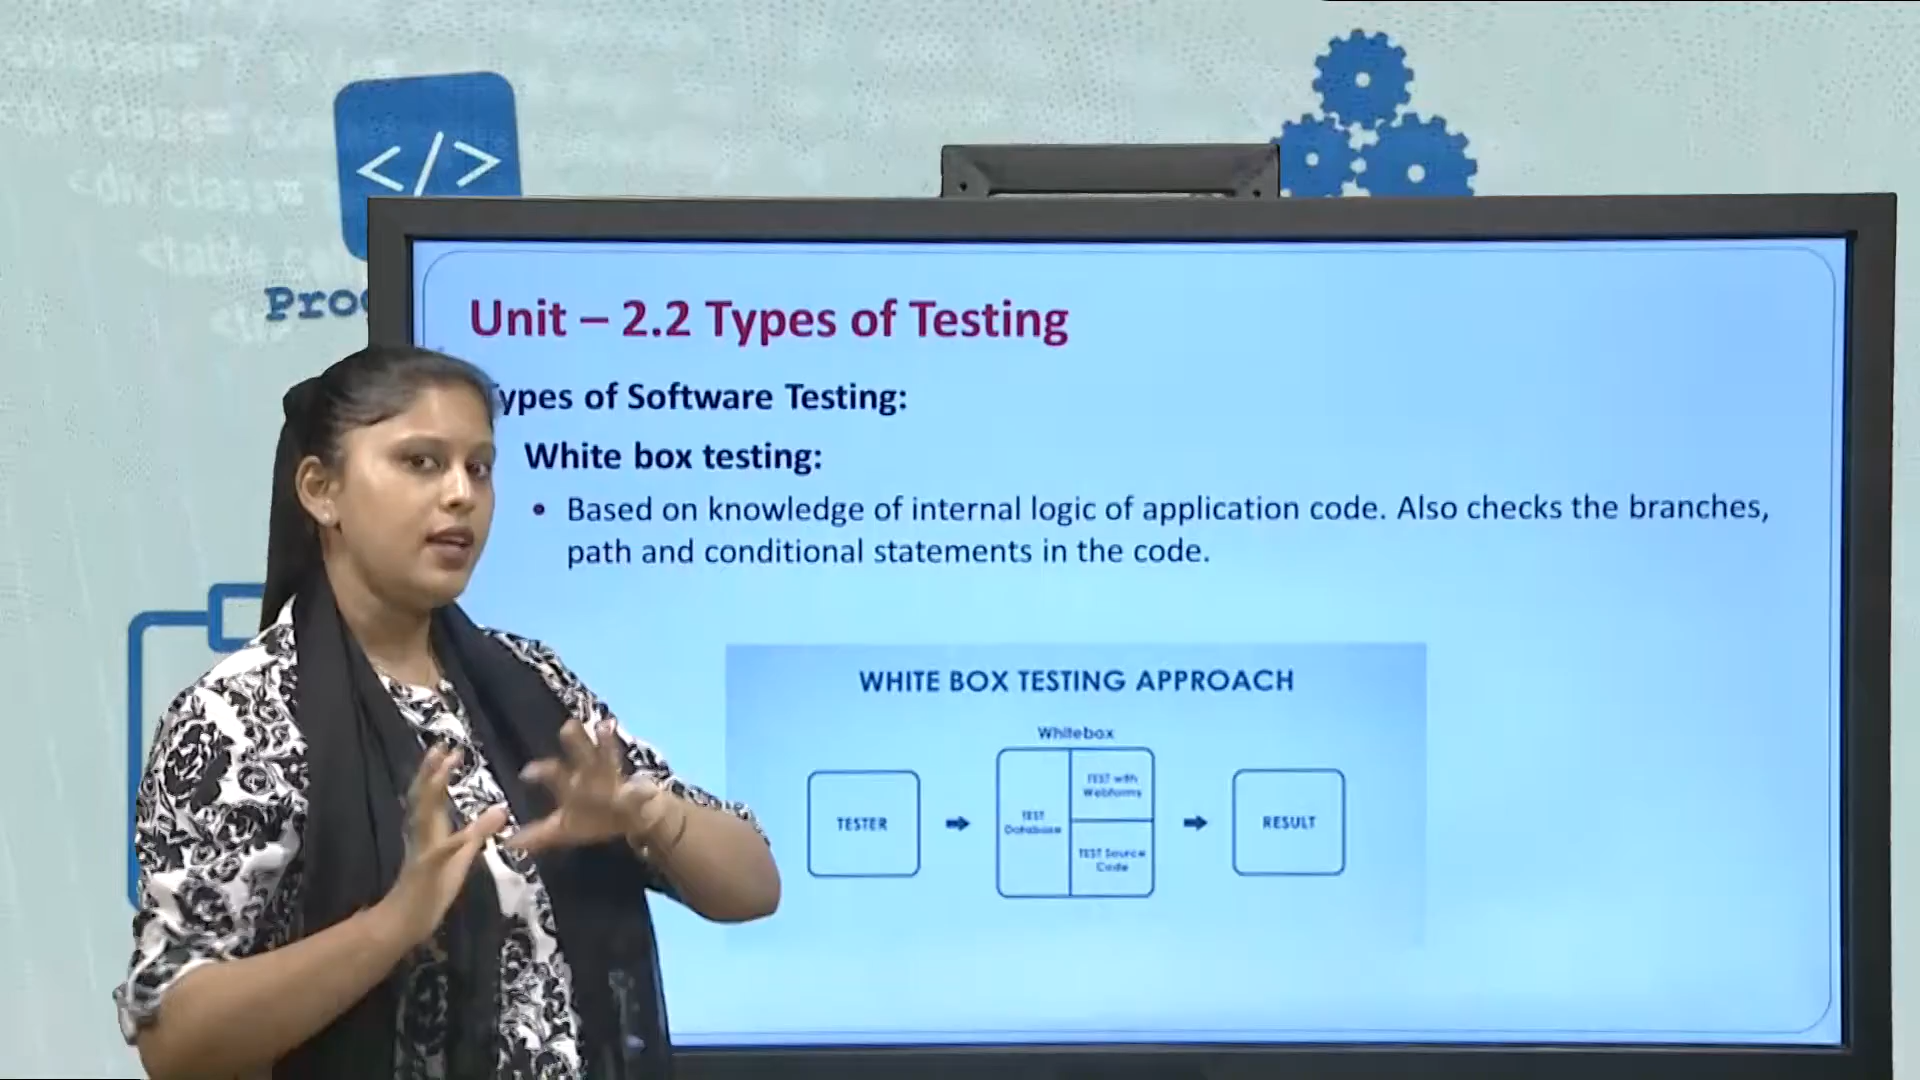 </>
Unit – 2.2 Types of Testing
Types of Software Testing:
White box testing:
• Based on knowledge of internal logic of application code. Also checks the branches,
path and conditional statements in the code.
WHITE BOX TESTING APPROACH
Whitebox
TESTER
TEST
Database
TEST with
Webforms
TEST Source
Code
RESULT